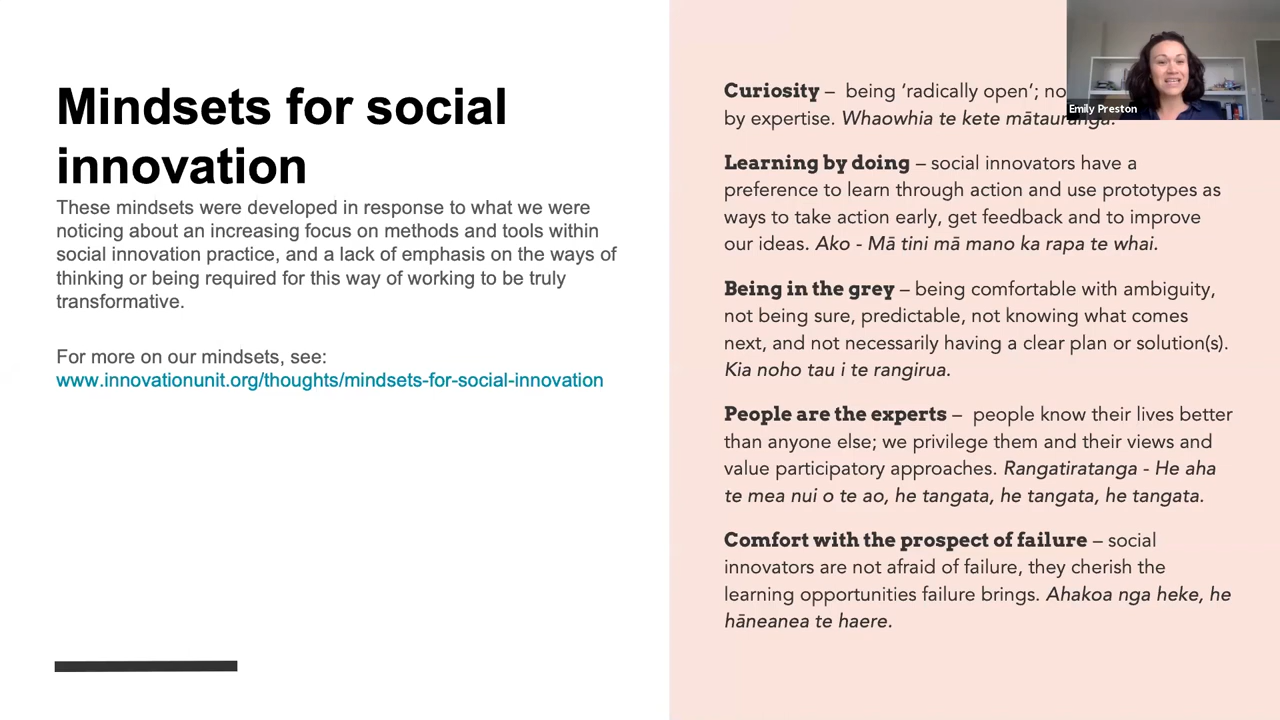 Mindsets for social
innovation
These mindsets were developed in response to what we were
noticing about an increasing focus on methods and tools within
social innovation practice, and a lack of emphasis on the ways of
thinking or being required for this way of working to be truly
transformative.
For more on our mindsets, see:
www.innovationunit.org/thoughts/mindsets-for-social-innovation
Curiosity – being ‘radically open’; no
by expertise. Whaowhia te kete mātauranga.
Learning by doing – social innovators have a
preference to learn through action and use prototypes as
ways to take action early, get feedback and to improve
our ideas. Ako - Mā tini mā mano ka rapa te whai.
Being in the grey – being comfortable with ambiguity,
not being sure, predictable, not knowing what comes
next, and not necessarily having a clear plan or solution(s).
Kia noho tau i te rangirua.
People are the experts – people know their lives better
than anyone else; we privilege them and their views and
value participatory approaches. Rangatiratanga - He aha
te mea nui o te ao, he tangata, he tangata, he tangata.
Comfort with the prospect of failure – social
innovators are not afraid of failure, they cherish the
learning opportunities failure brings. Ahakoa nga heke, he
hāneanea te haere.
Emily Preston